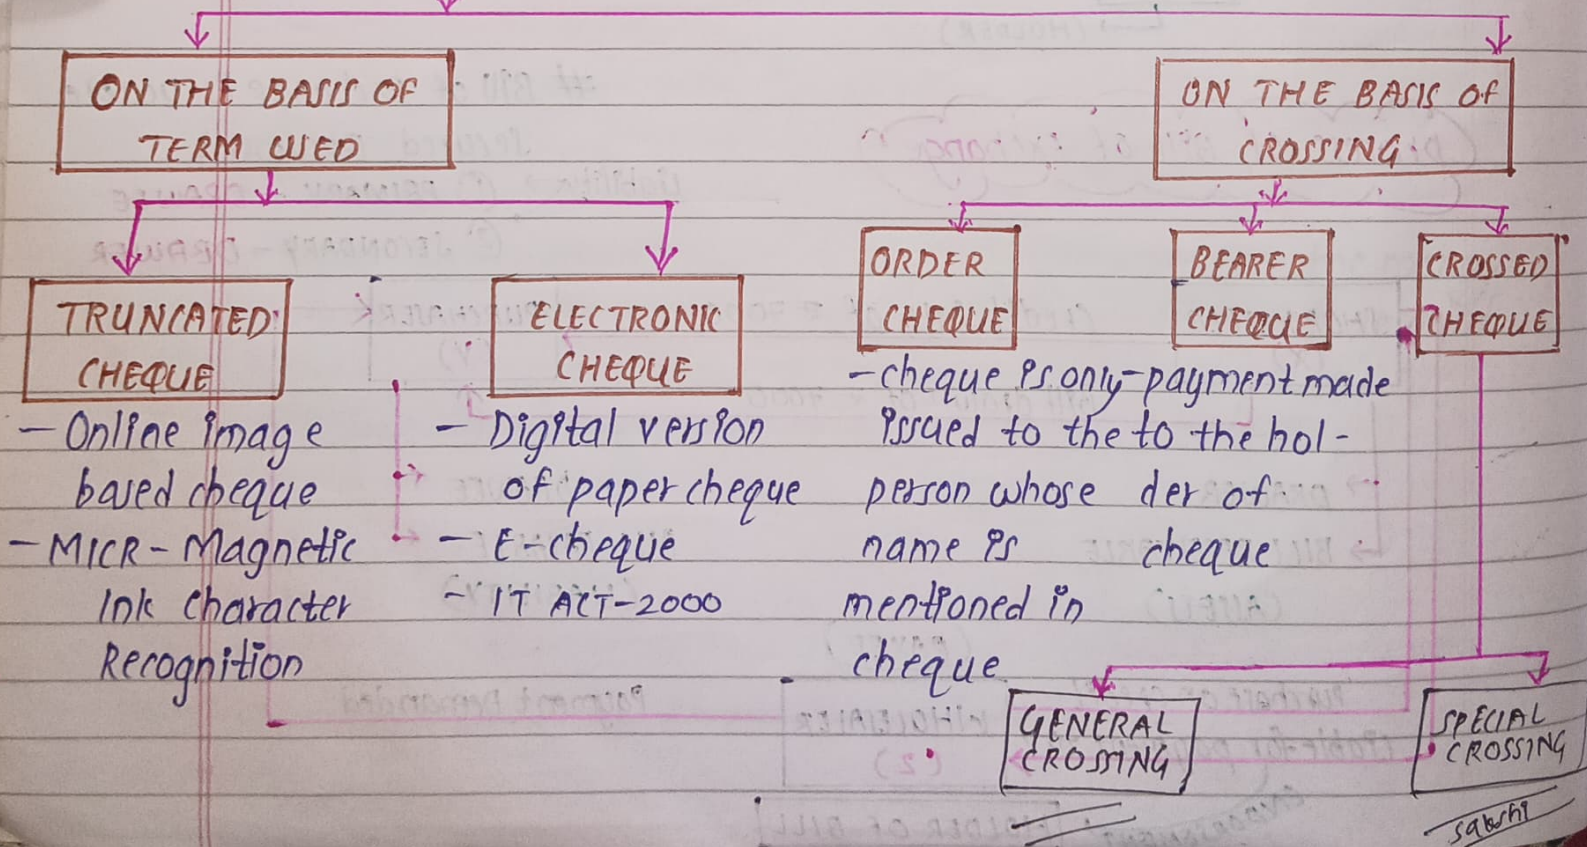 ON THE BASIS OF
TERM USED
ON THE BASIS OF
CROSSING
TRUNCATED
CHEQUE
- Online image
based cheque
- MICR - Magnetic
Ink character
Recognition
ELECTRONIC
CHEQUE
- Digital version
of paper cheque
- E-cheque
- IT ACT-2000
ORDER
CHEQUE
- cheque is only
issued to the
person whose
name is
mentioned in
cheque
BEARER
CHEQUE
- payment made
to the hol-
der of
cheque
CROSSED
CHEQUE
GENERAL
CROSSING
SPECIAL
CROSSING
sakshi